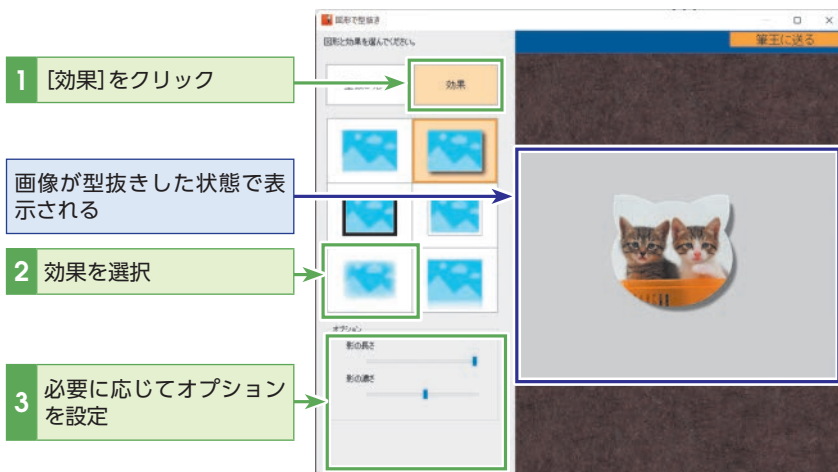 図形で型抜き
図形と効果を選んでください。
筆王に送る
1 [効果]をクリック
効果
画像が型抜きした状態で表
示される
2 効果を選択
オプション
影の長さ
影の濃さ
3 必要に応じてオプション
を設定